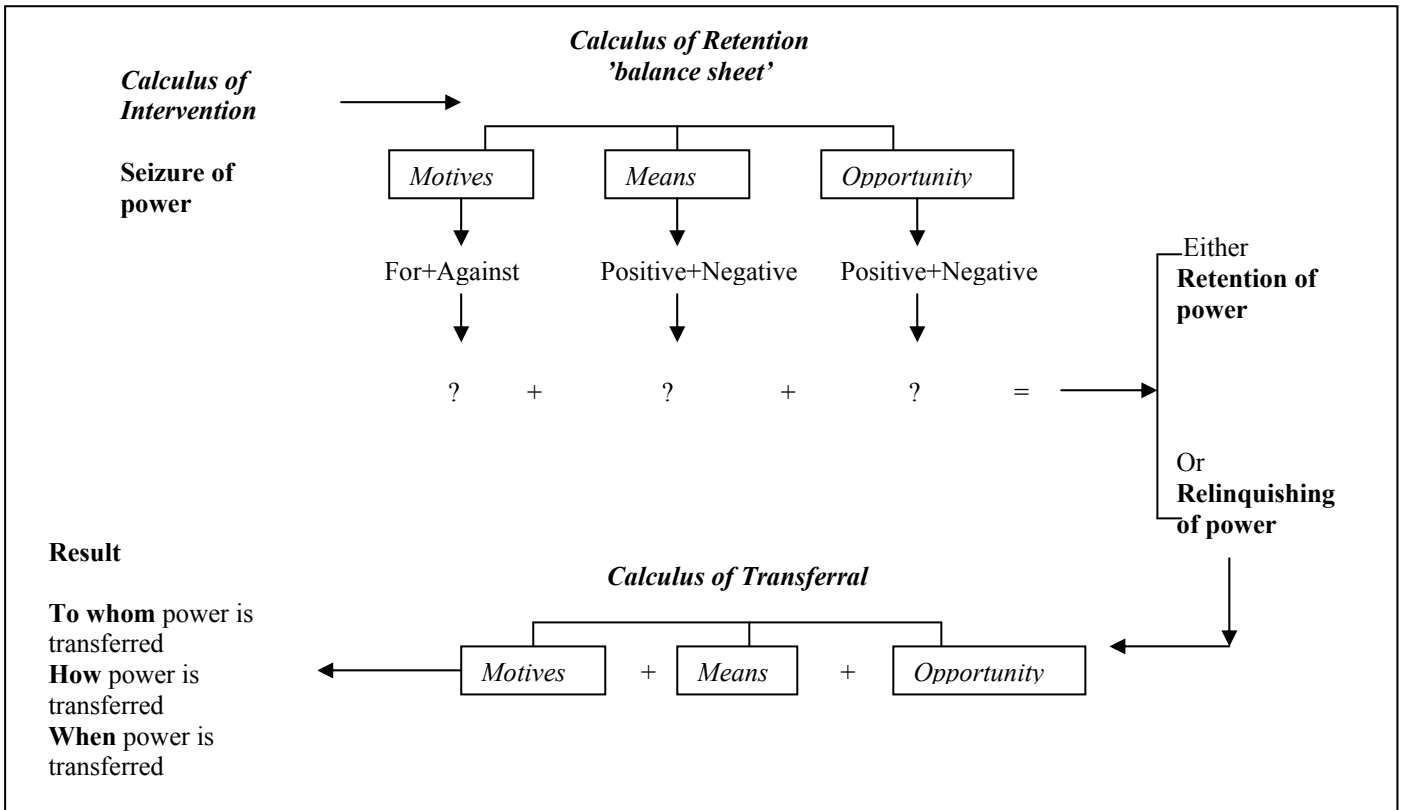 Calculus of Retention
’balance sheet’
Calculus of
Intervention
Seizure of
power
Motives
Means
Opportunity
For+Against
Positive+Negative
Positive+Negative
? + ? + ? =
Either
Retention of
power
Or
Relinquishing
of power
Calculus of Transferral
Motives + Means + Opportunity
Result
To whom power is
transferred
How power is
transferred
When power is
transferred